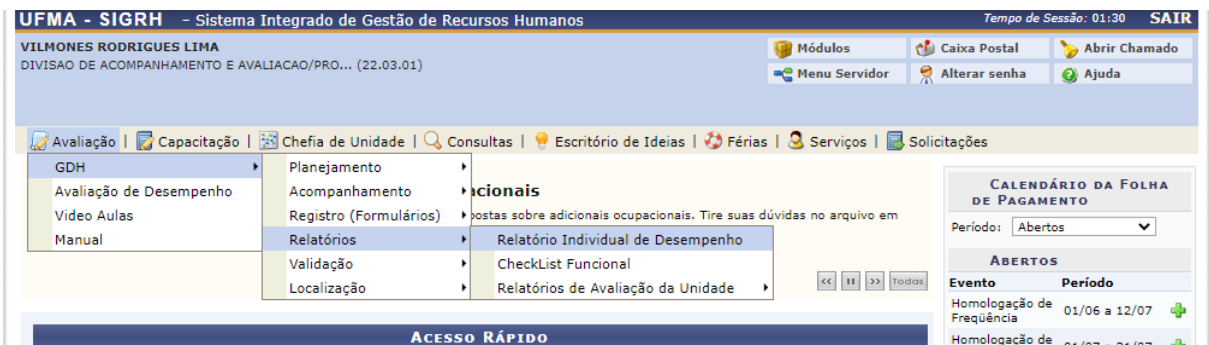 UFMA - SIGRH - Sistema Integrado de Gestão de Recursos Humanos Tempo de Sessão: 01:30 SAIR
VILMONES RODRIGUES LIMA
DIVISAO DE ACOMPANHAMENTO E AVALIACAO/PRO... (22.03.01)
Módulos Caixa Postal Abrir Chamado
Menu Servidor Alterar senha Ajuda
Avaliação | Capacitação | Chefia de Unidade | Consultas | Escritório de Ideias | Férias | Serviços | Solicitações
GDH
Avaliação de Desempenho
Video Aulas
Manual
Planejamento
Acompanhamento
Registro (Formulários)
Relatórios
Validação
Localização
Relatório Individual de Desempenho
CheckList Funcional
Relatórios de Avaliação da Unidade
acionais
postas sobre adicionais ocupacionais. Tire suas dúvidas no arquivo em
<< II >> Todas
ACESSO RÁPIDO
CALENDÁRIO DA FOLHA
DE PAGAMENTO
Período: Abertos
ABERTOS
Evento Período
Homologação de
Freqüência 01/06 a 12/07
Homologação de